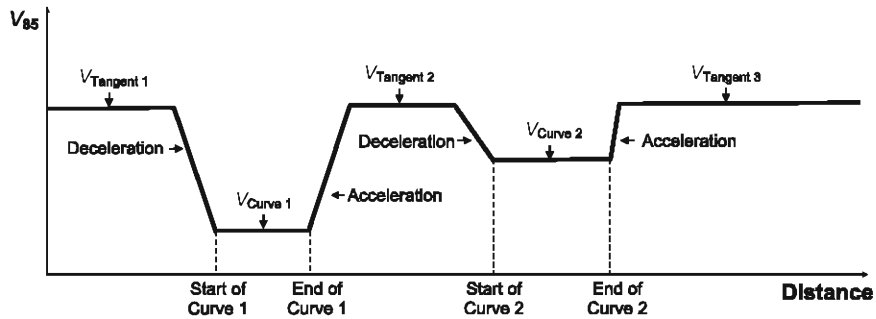 V85
VTangent 1
VTangent 2
VTangent 3
Deceleration
Deceleration
VCurve 2
Acceleration
VCurve 1
Acceleration
Start of
Curve 1
End of
Curve 1
Start of
Curve 2
End of
Curve 2
Distance